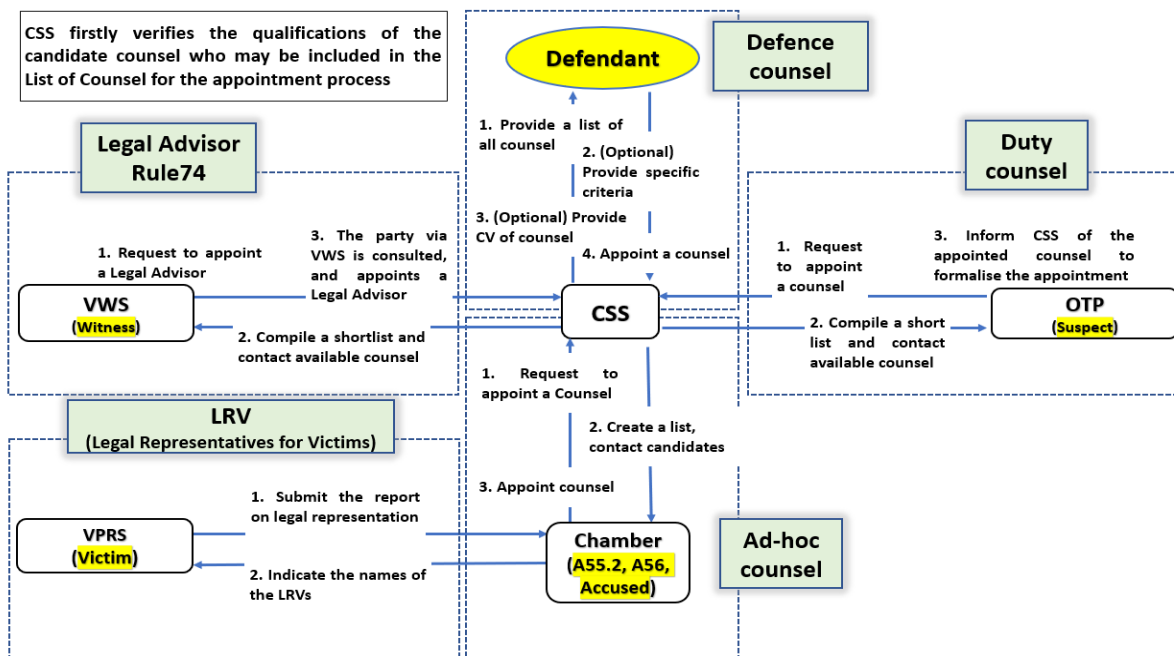 CSS firstly verifies the qualifications of the
candidate counsel who may be included in the
List of Counsel for the appointment process
Defendant
Defence
counsel
1. Provide a list of
all counsel
2. (Optional)
Provide specific
criteria
3. (Optional) Provide
CV of counsel
4. Appoint a counsel
Legal Advisor
Rule74
1. Request to appoint
a Legal Advisor
3. The party via
VWS is consulted,
and appoints a
Legal Advisor
VWS
(Witness)
2. Compile a shortlist and
contact available counsel
CSS
Duty
counsel
1. Request
to appoint
a counsel
3. Inform CSS of the
appointed counsel to
formalise the appointment
OTP
(Suspect)
2. Compile a short
list and contact
available counsel
LRV
(Legal Representatives for Victims)
1. Submit the report
on legal representation
VPRS
(Victim)
2. Indicate the names of
the LRVs
1. Request to
appoint a Counsel
2. Create a list,
contact candidates
3. Appoint counsel
Chamber
(A55.2, A56,
Accused)
Ad-hoc
counsel